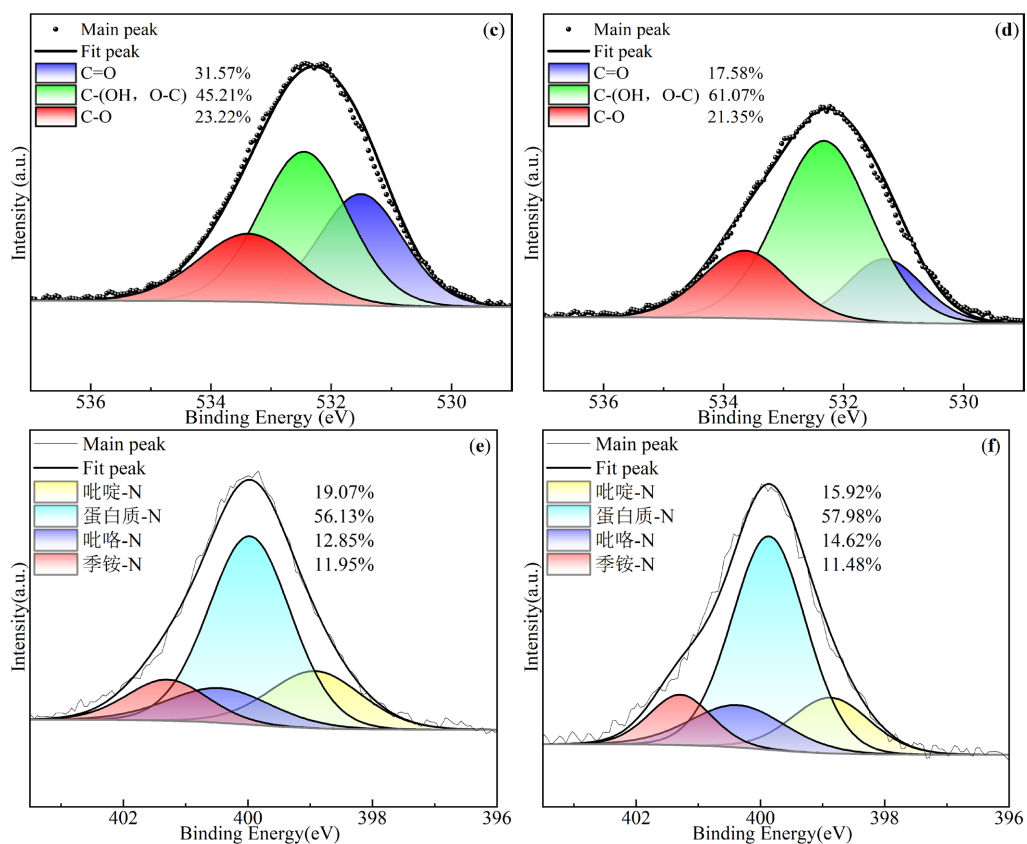 (c)
Main peak
Fit peak
C=O 31.57%
C-(OH，O-C) 45.21%
C-O 23.22%
Intensity (a.u.)
536 534 532 530
Binding Energy (eV)
(d)
Main peak
Fit peak
C=O 17.58%
C-(OH，O-C) 61.07%
C-O 21.35%
Intensity (a.u.)
536 534 532 530
Binding Energy (eV)
(e)
Main peak
Fit peak
吡啶-N 19.07%
蛋白质-N 56.13%
吡咯-N 12.85%
季铵-N 11.95%
Intensity(a.u.)
402 400 398 396
Binding Energy(eV)
(f)
Main peak
Fit peak
吡啶-N 15.92%
蛋白质-N 57.98%
吡咯-N 14.62%
季铵-N 11.48%
Intensity(a.u.)
402 400 398 396
Binding Energy(eV)